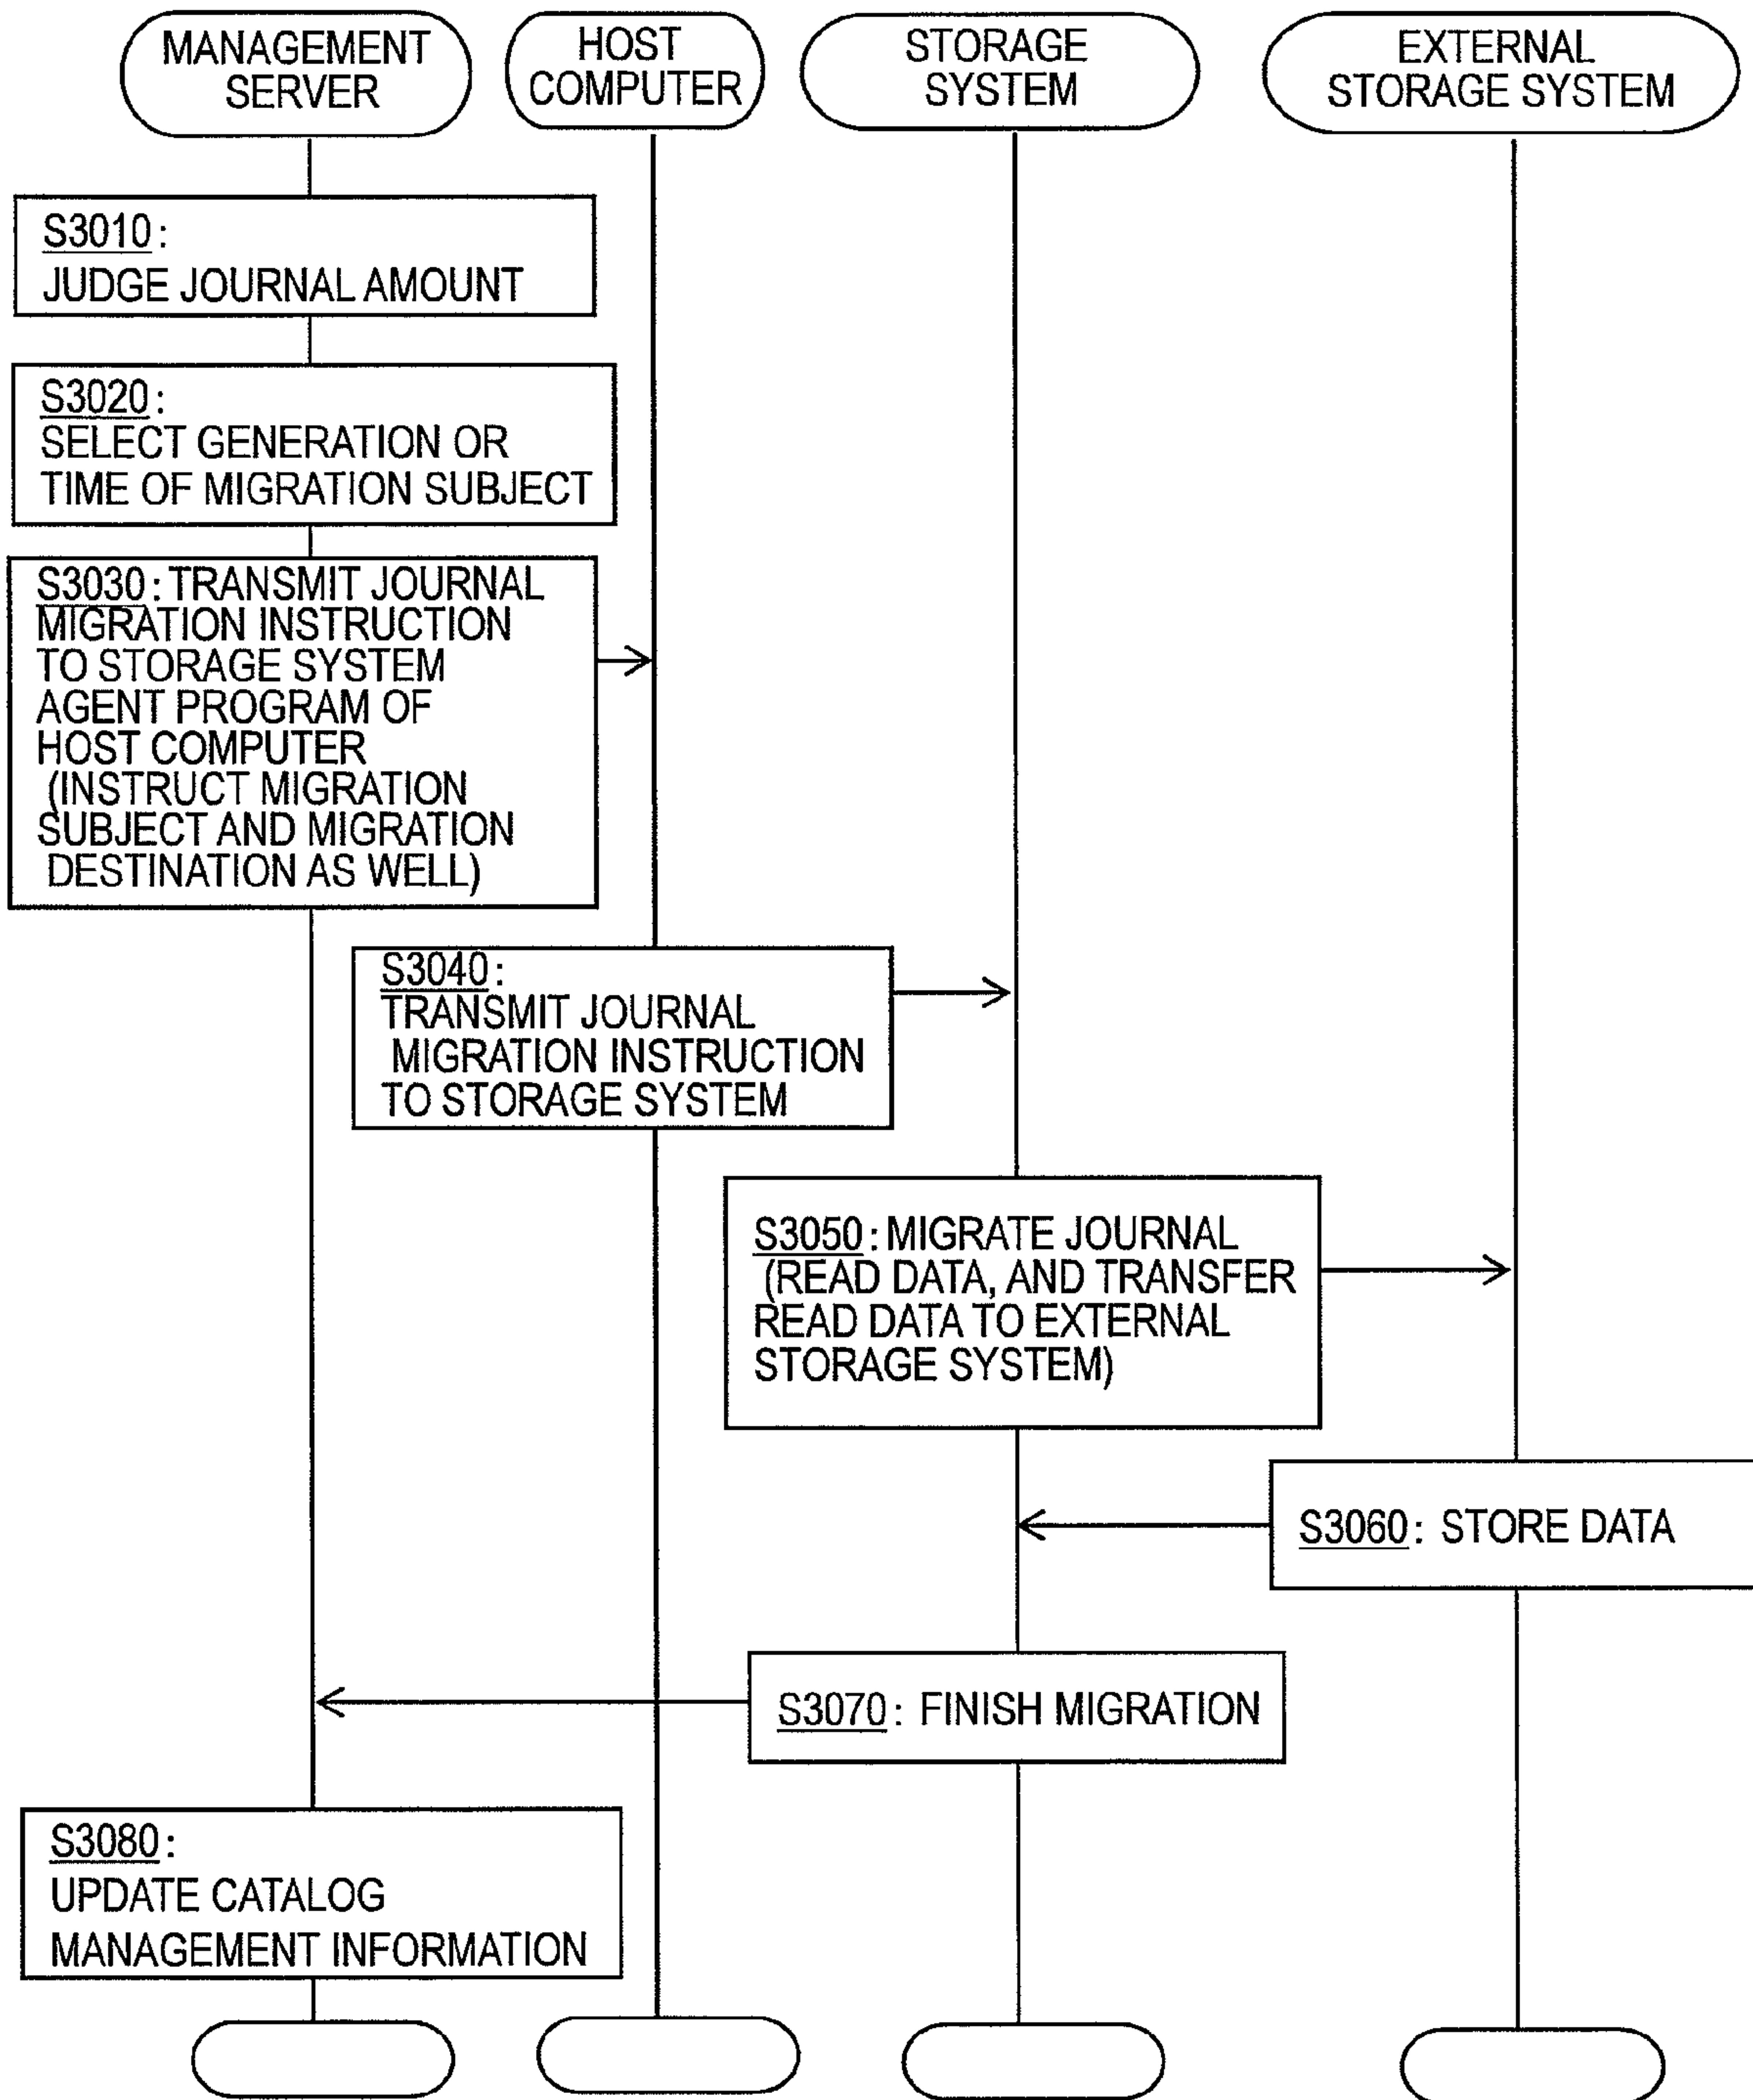 MANAGEMENT
SERVER
HOST
COMPUTER
STORAGE
SYSTEM
EXTERNAL
STORAGE SYSTEM
S3010:
JUDGE JOURNAL AMOUNT
S3020:
SELECT GENERATION OR
TIME OF MIGRATION SUBJECT
S3030: TRANSMIT JOURNAL
MIGRATION INSTRUCTION
TO STORAGE SYSTEM
AGENT PROGRAM OF
HOST COMPUTER
(INSTRUCT MIGRATION
SUBJECT AND MIGRATION
DESTINATION AS WELL)
S3040:
TRANSMIT JOURNAL
MIGRATION INSTRUCTION
TO STORAGE SYSTEM
S3050: MIGRATE JOURNAL
(READ DATA, AND TRANSFER
READ DATA TO EXTERNAL
STORAGE SYSTEM)
S3060: STORE DATA
S3070: FINISH MIGRATION
S3080:
UPDATE CATALOG
MANAGEMENT INFORMATION